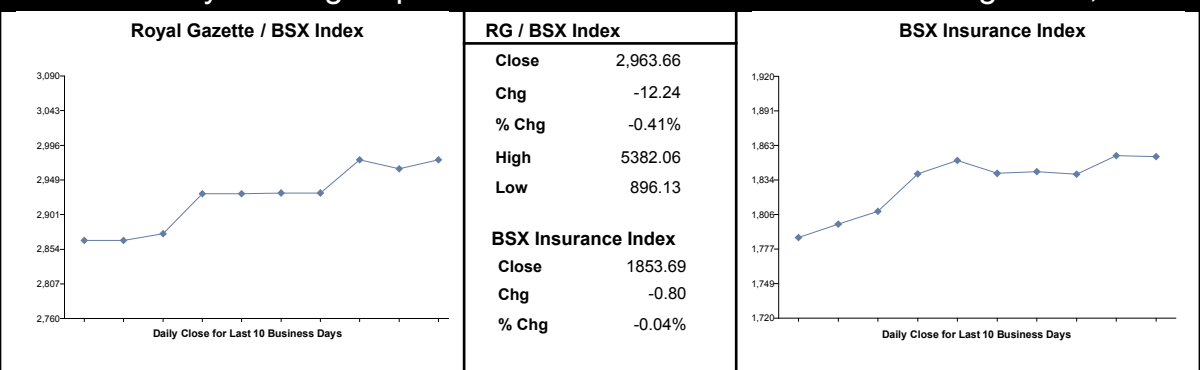 Royal Gazette / BSX Index
3,090
3,043
2,996
2,949
2,901
2,854
2,807
2,760
Daily Close for Last 10 Business Days
RG / BSX Index
Close 2,963.66
Chg -12.24
% Chg -0.41%
High 5382.06
Low 896.13
BSX Insurance Index
Close 1853.69
Chg -0.80
% Chg -0.04%
BSX Insurance Index
1,920
1,891
1,863
1,834
1,806
1,777
1,749
1,720
Daily Close for Last 10 Business Days